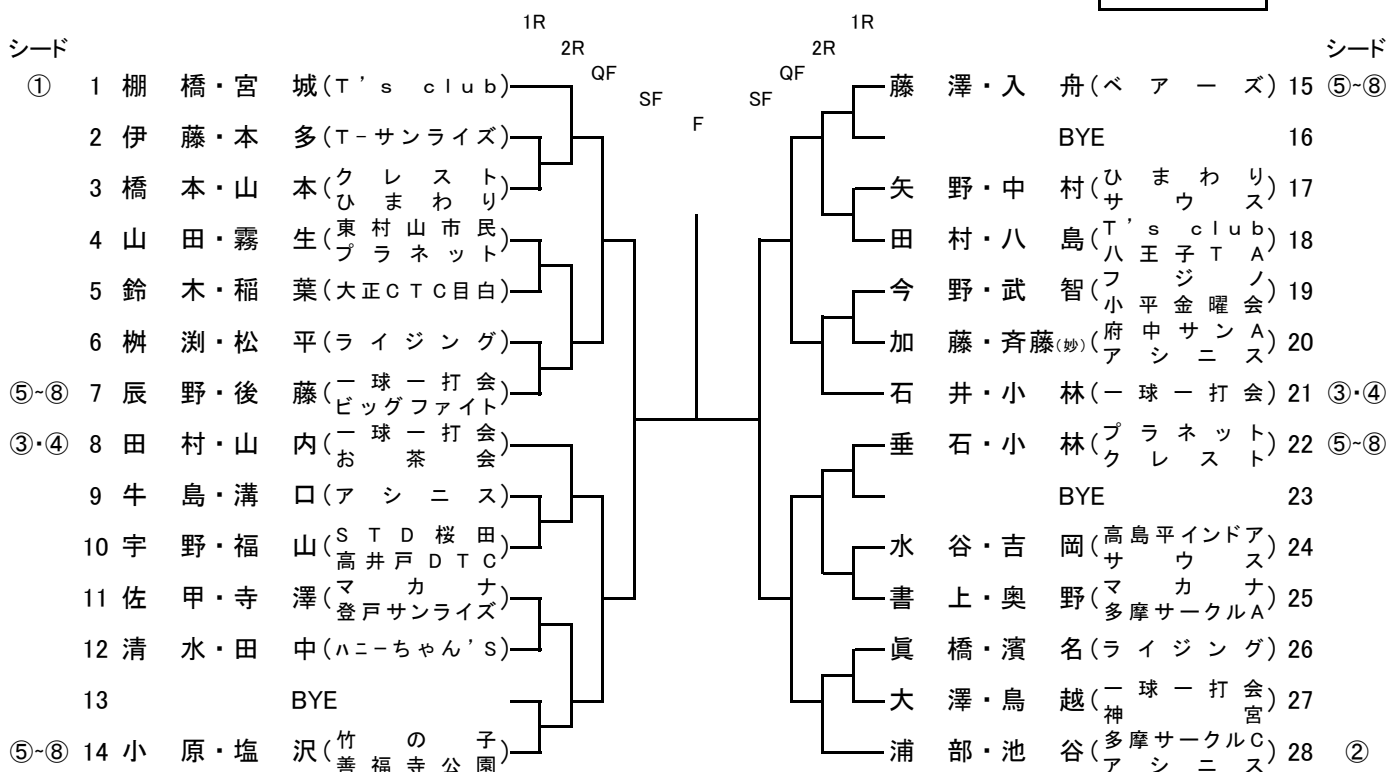 1R 1R
シード 2R 2R シード
QF QF
SF SF
F
① 1 棚橋・宮城(T's club)
2 伊藤・本多(T-サンライズ)
3 橋本・山本(クレスト
ひまわり)
4 山田・霧生(東村山市民
プラネット)
5 鈴木・稲葉(大正CTC目白)
6 桝渕・松平(ライジング)
⑤~⑧ 7 辰野・後藤(一球一打会
ビッグファイト)
③・④ 8 田村・山内(一球一打会
お茶会)
9 牛島・溝口(アシニス)
10 宇野・福山(STD桜田
高井戸DTC)
11 佐甲・寺澤(マカナ
登戸サンライズ)
12 清水・田中(ハニーちゃん'S)
13 BYE
⑤~⑧ 14 小原・塩沢(竹の子
善福寺公園)
藤澤・入舟(ベアーズ) 15 ⑤~⑧
BYE 16
矢野・中村(ひまわり
サウス) 17
田村・八島(T's club
八王子TA) 18
今野・武智(フジノ
小平金曜会) 19
加藤・斉藤(妙)(府中サンA
アシニス) 20
石井・小林(一球一打会) 21 ③・④
垂石・小林(プラネット
クレスト) 22 ⑤~⑧
BYE 23
水谷・吉岡(高島平インドア
サウス) 24
書上・奥野(マカナ
多摩サークルA) 25
眞橋・濱名(ライジング) 26
大澤・鳥越(一球一打会
神宮) 27
浦部・池谷(多摩サークルC
アシニス) 28 ②